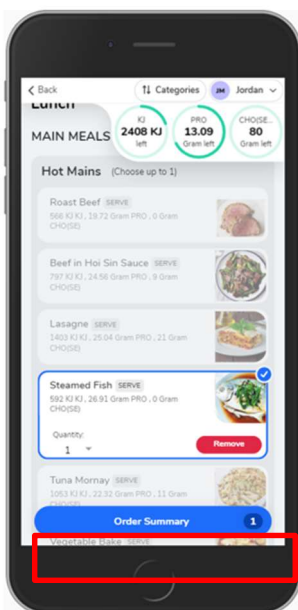 Back
Categories
JM
Jordan
Lunch
MAIN MEALS
KJ
2408 KJ
left
PRO
13.09
Gram left
CHO(SE...
80
Gram left
Hot Mains (Choose up to 1)
Roast Beef SERVE
566 KJ KJ , 19.72 Gram PRO , 0 Gram
CHO(SE)
Beef in Hoi Sin Sauce SERVE
797 KJ KJ , 24.56 Gram PRO , 9 Gram
CHO(SE)
Lasagne SERVE
1403 KJ KJ , 25.04 Gram PRO , 21 Gram
CHO(SE)
Steamed Fish SERVE
592 KJ KJ , 26.91 Gram PRO , 0 Gram
CHO(SE)
Quantity:
1
Remove
Tuna Mornay SERVE
1053 KJ KJ , 22.32 Gram PRO , 11 Gram
CHO(SE)
Order Summary 1
Vegetable Bake SERVE